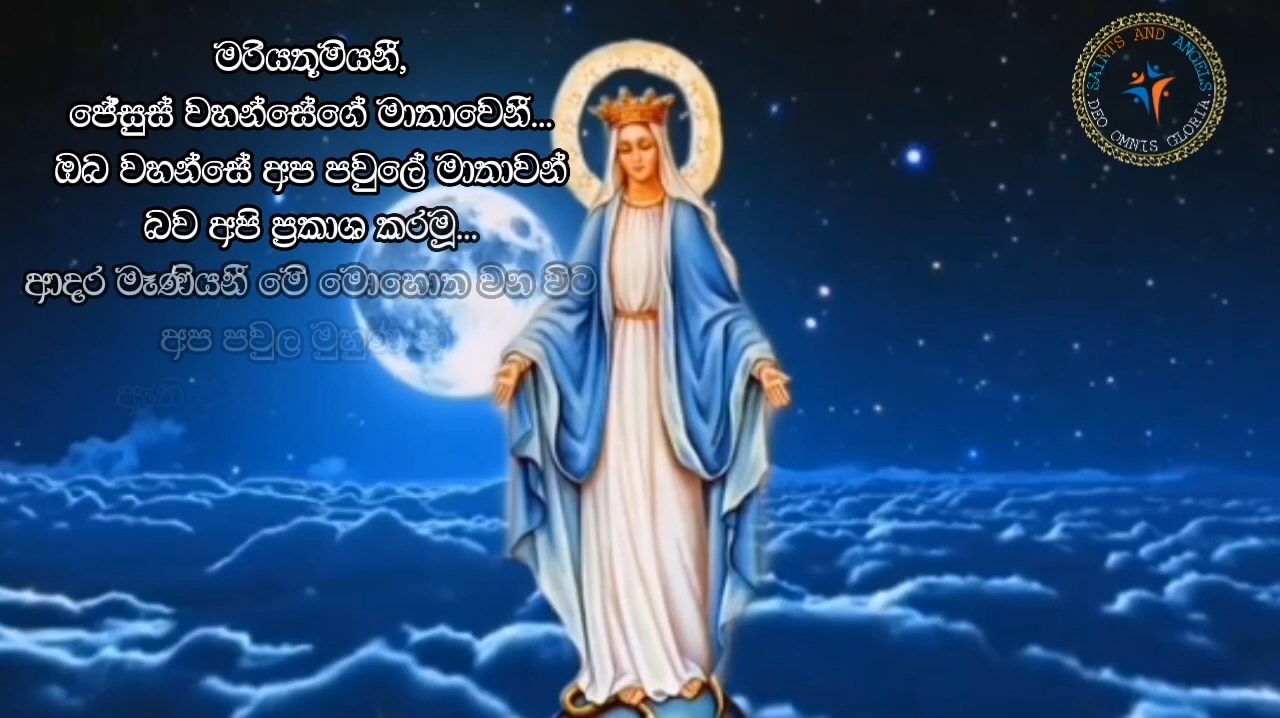 මරියතුමියනි,
ජේසුස් වහන්සේගේ මාතාවෙනි...
ඔබ වහන්සේ අප පවුලේ මාතාවන්
බව අපි ප්‍රකාශ කරමු...
ආදර මෑණියනී මේ මොහොත වන විට
අප පවුල
SAINTS AND ANGELS
DEO OMNIS GLORIA